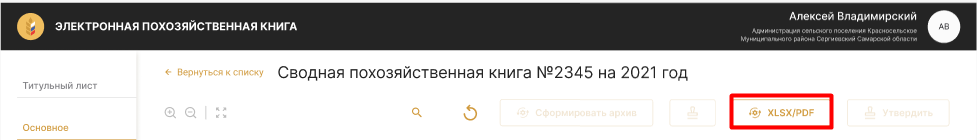 ЭЛЕКТРОННАЯ ПОХОЗЯЙСТВЕННАЯ КНИГА
Алексей Владимирский
Администрация сельского поселения Красносельское
Муниципального района Сергиевский Самарской области
АВ
Титульный лист
Основное
← Вернуться к списку Сводная похозяйственная книга №2345 на 2021 год
Сформировать архив
XLSX/PDF
Утвердить